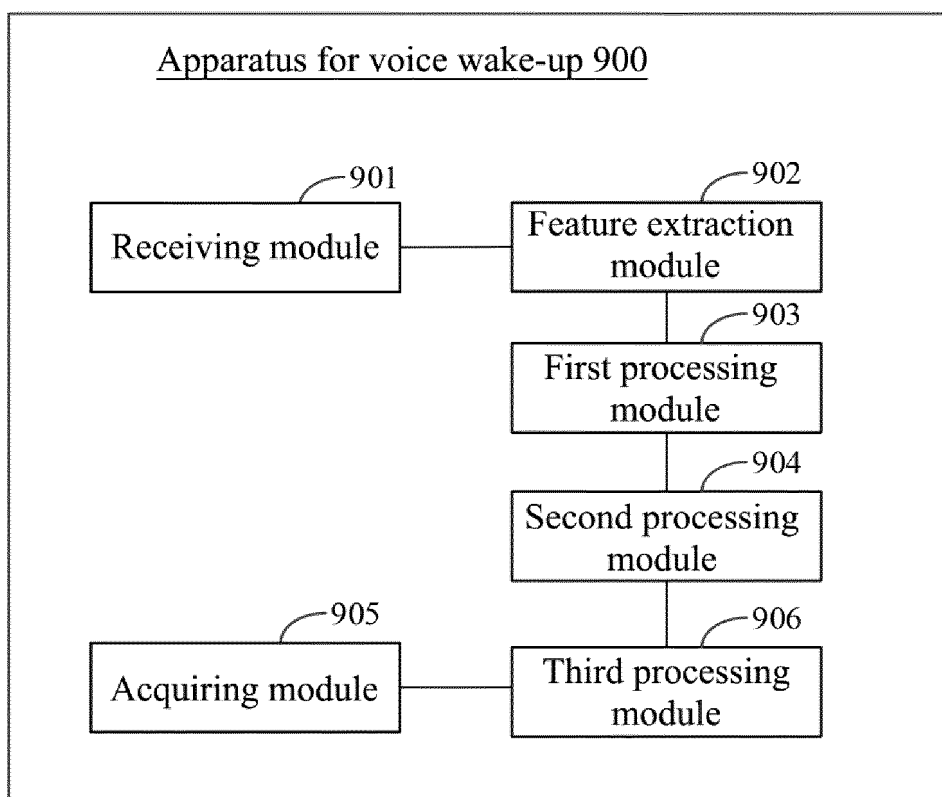 Apparatus for voice wake-up 900
901
Receiving module
902
Feature extraction
module
903
First processing
module
904
Second processing
module
905
Acquiring module
906
Third processing
module